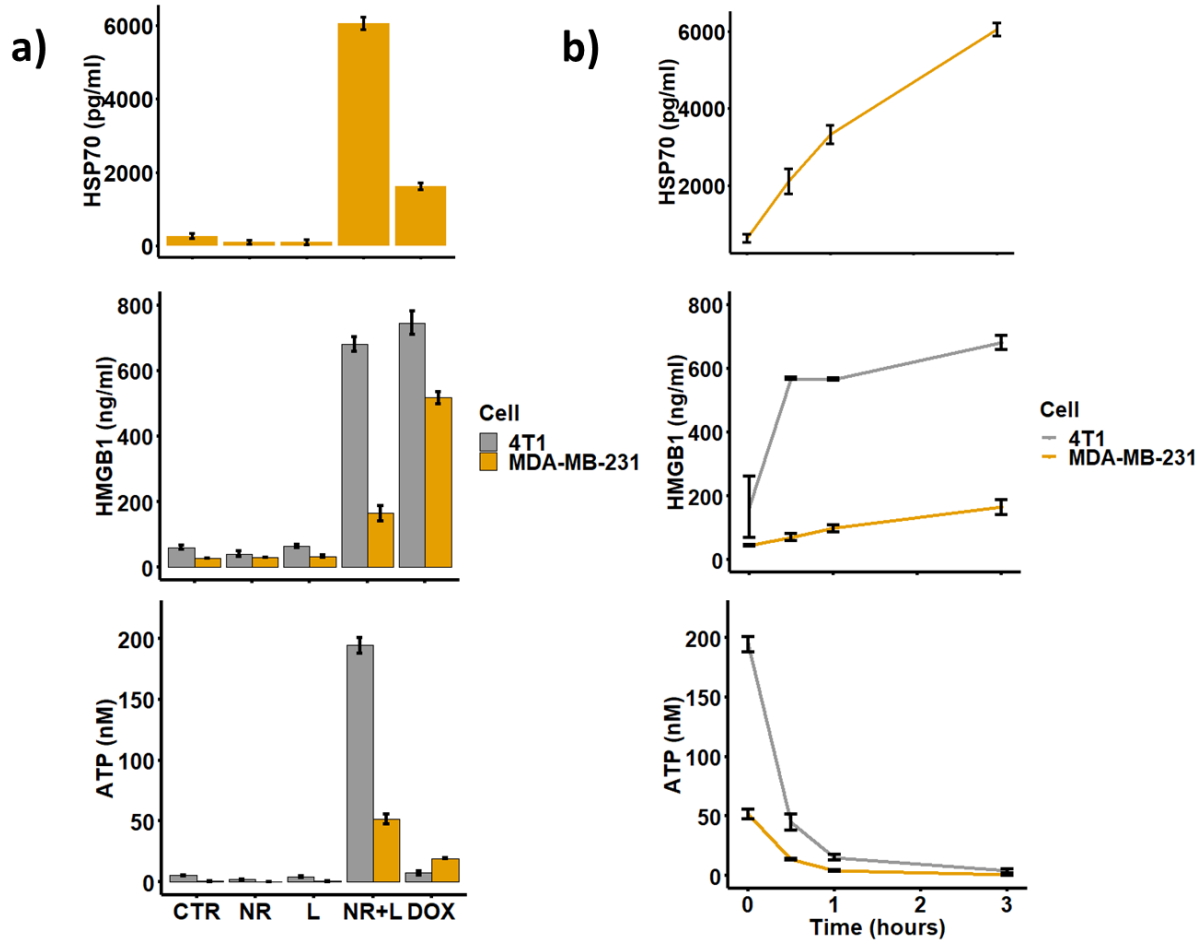 a)
HSP70 (pg/ml)
6000
4000
2000
0
HMGB1 (ng/ml)
800
600
400
200
0
Cell
4T1
MDA-MB-231
ATP (nM)
200
150
100
50
0
CTR NR L NR+L DOX
b)
HSP70 (pg/ml)
6000
4000
2000
HMGB1 (ng/ml)
800
600
400
200
0
Cell
4T1
MDA-MB-231
ATP (nM)
200
150
100
50
0
0 1 2 3
Time (hours)